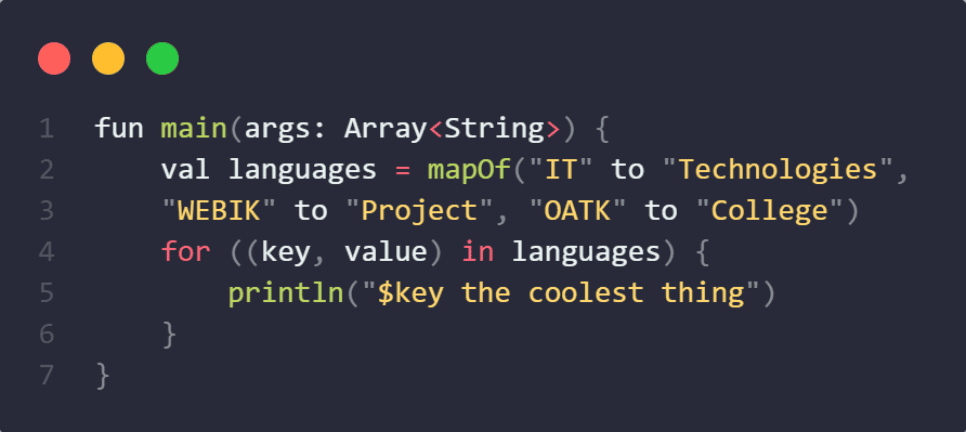 1 fun main(args: Array<String>) {
2 val languages = mapOf("IT" to "Technologies",
3 "WEBIK" to "Project", "OATK" to "College")
4 for ((key, value) in languages) {
5 println("$key the coolest thing")
6 }
7 }